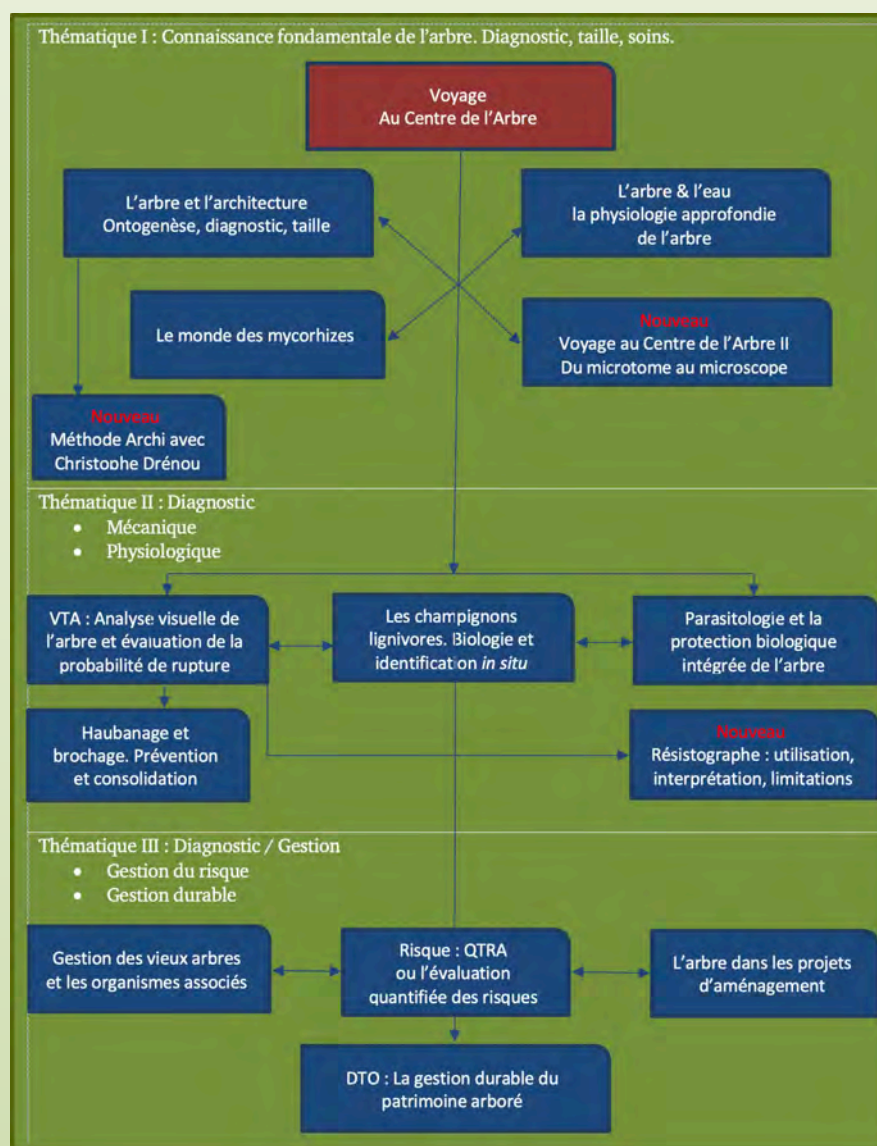 Thématique I : Connaissance fondamentale de l'arbre. Diagnostic, taille, soins.
Voyage
Au Centre de l'Arbre
L'arbre et l'architecture
Ontogenèse, diagnostic, taille
L'arbre & l'eau
la physiologie approfondie
de l'arbre
Le monde des mycorhizes
Nouveau
Voyage au Centre de l'Arbre II
Du microtome au microscope
Nouveau
Méthode Archi avec
Christophe Drénou
Thématique II : Diagnostic
• Mécanique
• Physiologique
VTA : Analyse visuelle de
l'arbre et évaluation de la
probabilité de rupture
Les champignons
lignivores. Biologie et
identification in situ
Parasitologie et la
protection biologique
intégrée de l'arbre
Haubanage et
brochage. Prévention
et consolidation
Nouveau
Résistographe : utilisation,
interprétation, limitations
Thématique III : Diagnostic / Gestion
• Gestion du risque
• Gestion durable
Gestion des vieux arbres
et les organismes associés
Risque : QTRA
ou l'évaluation
quantifiée des risques
L'arbre dans les projets
d'aménagement
DTO : La gestion durable du
patrimoine arboré